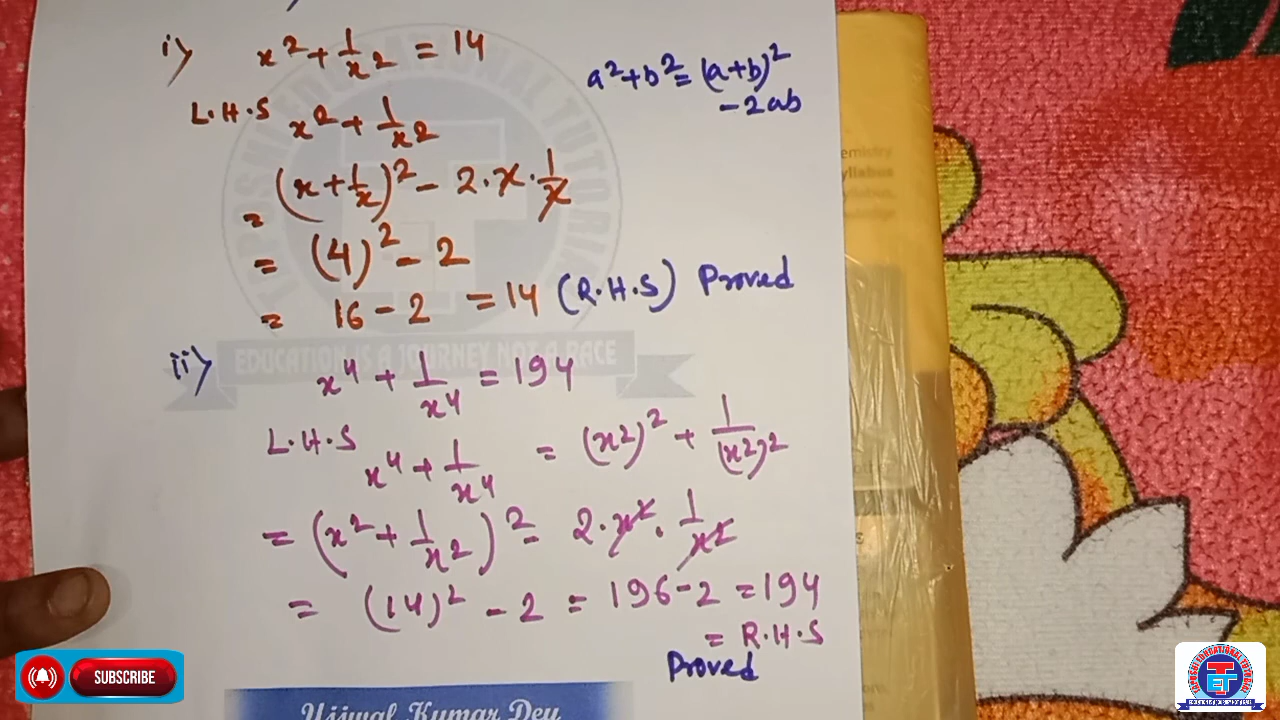 i) x² + 1/x² = 14
a² + b² = (a+b)²
- 2ab
L.H.S x² + 1/x²
= (x + 1/x)² - 2·x·1/x
= (4)² - 2
= 16 - 2 = 14 (R.H.S) Proved
EDUCATION IS A JOURNEY NOT A RACE
ii) x⁴ + 1/x⁴ = 194
L.H.S x⁴ + 1/x⁴ = (x²)² + 1/(x²)²
= (x² + 1/x²)² - 2·x²·1/x²
= (14)² - 2 = 196 - 2 = 194
= R.H.S
Proved
SUBSCRIBE
Ujjwal Kumar Dey
TET